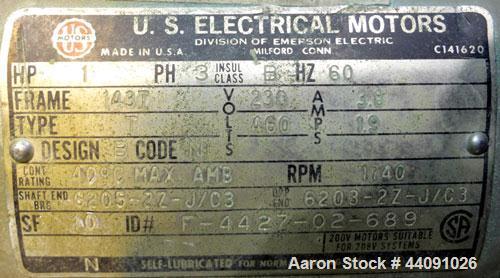 US
MOTORS
U. S. ELECTRICAL MOTORS
DIVISION OF EMERSON ELECTRIC
MADE IN U.S.A. MILFORD CONN. C141620
HP 1 PH 3 INSUL CLASS B HZ 60
FRAME 143T VOLTS 230 AMPS 3.8
TYPE T 460 1.9
DESIGN B CODE N
CONT RATING 40°C MAX AMB RPM 1740
SHAFT END BRG 6205-2Z-J/C3 OPP END 6203-2Z-J/C3
SF ID# F-4427-02-689
200V MOTORS SUITABLE
FOR 208V SYSTEMS
N SELF-LUBRICATED FOR NORMAL
Aaron Stock # 44091026